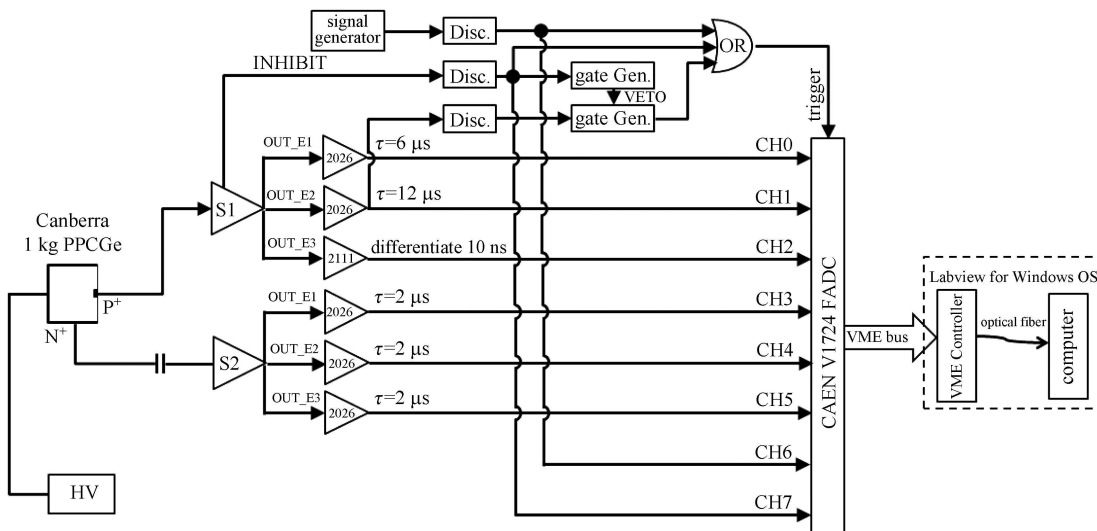 signal
generator
Disc.
OR
INHIBIT
Disc.
gate Gen.
VETO
Disc.
gate Gen.
trigger
OUT_E1
2026
τ=6 μs
CH0
S1
OUT_E2
2026
τ=12 μs
CH1
Canberra
1 kg PPCGe
OUT_E3
2111
differentiate 10 ns
CH2
P+
N+
OUT_E1
2026
τ=2 μs
CH3
S2
OUT_E2
2026
τ=2 μs
CH4
OUT_E3
2026
τ=2 μs
CH5
CH6
CH7
HV
CAEN V1724 FADC
VME bus
Labview for Windows OS
VME Controller
optical fiber
computer